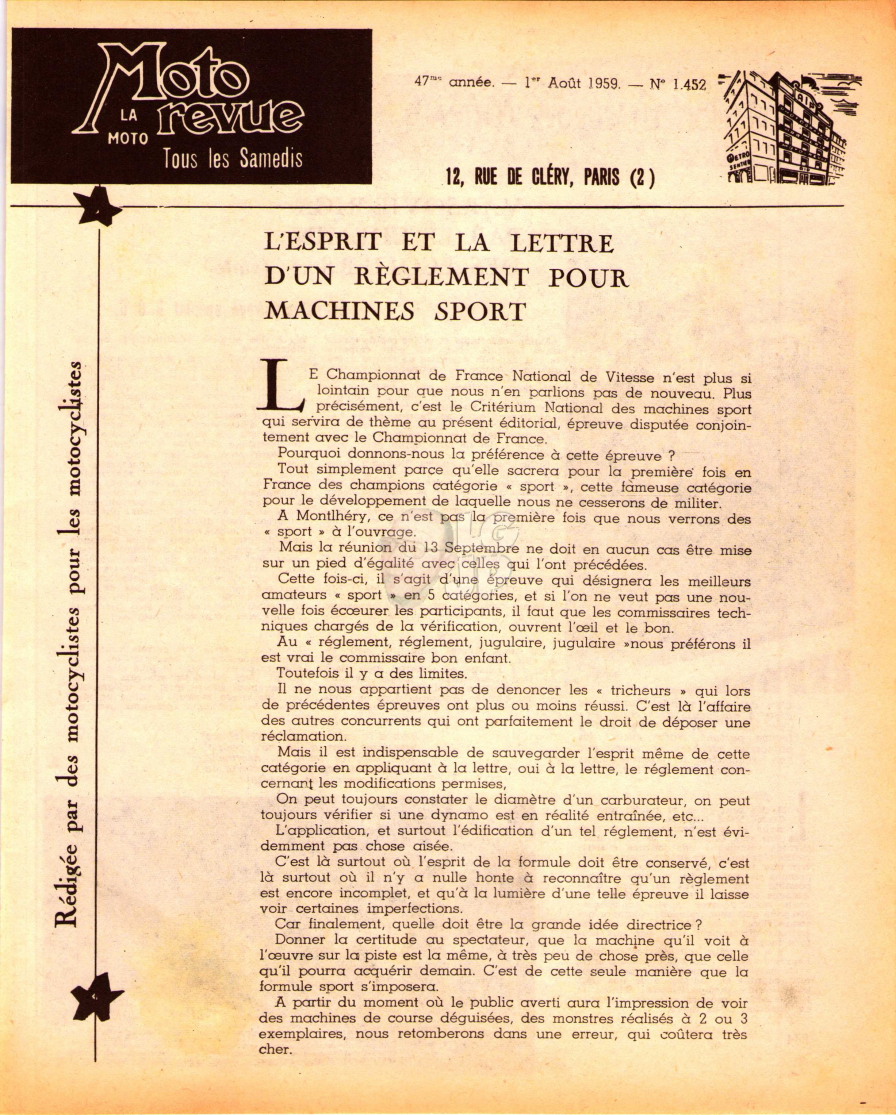 Moto
revue
LA
MOTO
Tous les Samedis
47me année. — 1er Août 1959. — N° 1.452
12, RUE DE CLÉRY, PARIS (2)
METRO
SENTIER
Rédigée par des motocyclistes pour les motocyclistes
L'ESPRIT ET LA LETTRE
D'UN RÈGLEMENT POUR
MACHINES SPORT
LE Championnat de France National de Vitesse n'est plus si
lointain pour que nous n'en parlions pas de nouveau. Plus
précisément, c'est le Critérium National des machines sport
qui servira de thème au présent éditorial, épreuve disputée conjoin-
tement avec le Championnat de France.
Pourquoi donnons-nous la préférence à cette épreuve ?
Tout simplement parce qu'elle sacrera pour la première fois en
France des champions catégorie « sport », cette fameuse catégorie
pour le développement de laquelle nous ne cesserons de militer.
A Montlhéry, ce n'est pas la première fois que nous verrons des
« sport » à l'ouvrage.
Mais la réunion du 13 Septembre ne doit en aucun cas être mise
sur un pied d'égalité avec celles qui l'ont précédées.
Cette fois-ci, il s'agit d'une épreuve qui désignera les meilleurs
amateurs « sport » en 5 catégories, et si l'on ne veut pas une nou-
velle fois écœurer les participants, il faut que les commissaires tech-
niques chargés de la vérification, ouvrent l'œil et le bon.
Au « réglement, réglement, jugulaire, jugulaire »nous préférons il
est vrai le commissaire bon enfant.
Toutefois il y a des limites.
Il ne nous appartient pas de denoncer les « tricheurs » qui lors
de précédentes épreuves ont plus ou moins réussi. C'est là l'affaire
des autres concurrents qui ont parfaitement le droit de déposer une
réclamation.
Mais il est indispensable de sauvegarder l'esprit même de cette
catégorie en appliquant à la lettre, oui à la lettre, le réglement con-
cernant les modifications permises,
On peut toujours constater le diamètre d'un carburateur, on peut
toujours vérifier si une dynamo est en réalité entraînée, etc...
L'application, et surtout l'édification d'un tel réglement, n'est évi-
demment pas chose aisée.
C'est là surtout où l'esprit de la formule doit être conservé, c'est
là surtout où il n'y a nulle honte à reconnaître qu'un règlement
est encore incomplet, et qu'à la lumière d'une telle épreuve il laisse
voir certaines imperfections.
Car finalement, quelle doit être la grande idée directrice ?
Donner la certitude au spectateur, que la machine qu'il voit à
l'œuvre sur la piste est la même, à très peu de chose près, que celle
qu'il pourra acquérir demain. C'est de cette seule manière que la
formule sport s'imposera.
A partir du moment où le public averti aura l'impression de voir
des machines de course déguisées, des monstres réalisés à 2 ou 3
exemplaires, nous retomberons dans une erreur, qui coûtera très
cher.